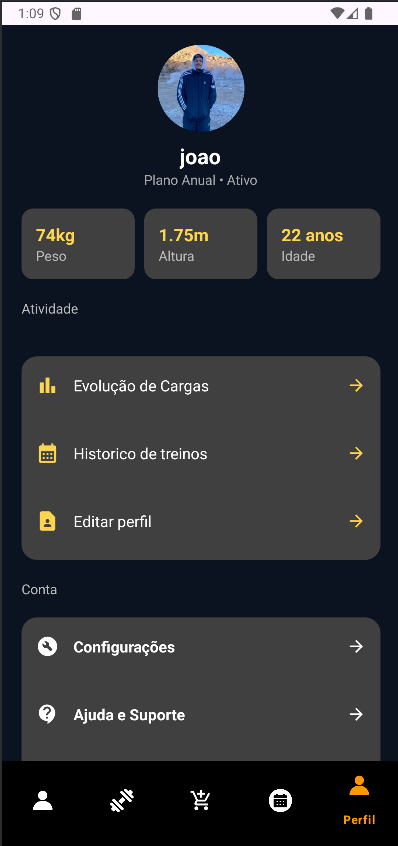 1:09
joao
Plano Anual • Ativo
74kg
Peso
1.75m
Altura
22 anos
Idade
Atividade
Evolução de Cargas
Historico de treinos
Editar perfil
Conta
Configurações
Ajuda e Suporte
Perfil